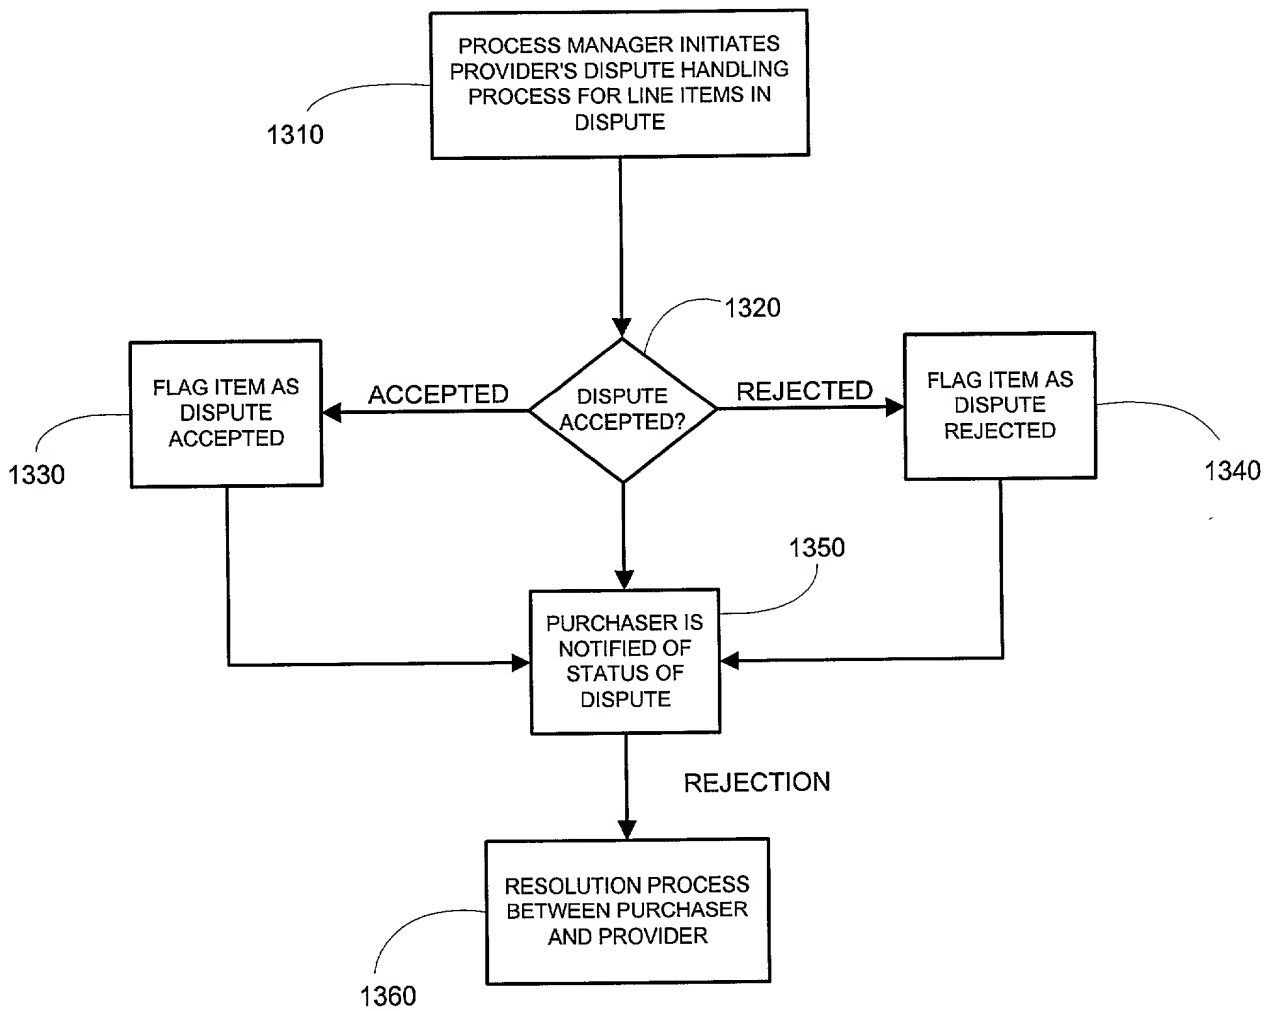 PROCESS MANAGER INITIATES
PROVIDER'S DISPUTE HANDLING
PROCESS FOR LINE ITEMS IN
DISPUTE
1310
1320
DISPUTE
ACCEPTED?
ACCEPTED
REJECTED
FLAG ITEM AS
DISPUTE
ACCEPTED
1330
FLAG ITEM AS
DISPUTE
REJECTED
1340
1350
PURCHASER IS
NOTIFIED OF
STATUS OF
DISPUTE
REJECTION
RESOLUTION PROCESS
BETWEEN PURCHASER
AND PROVIDER
1360